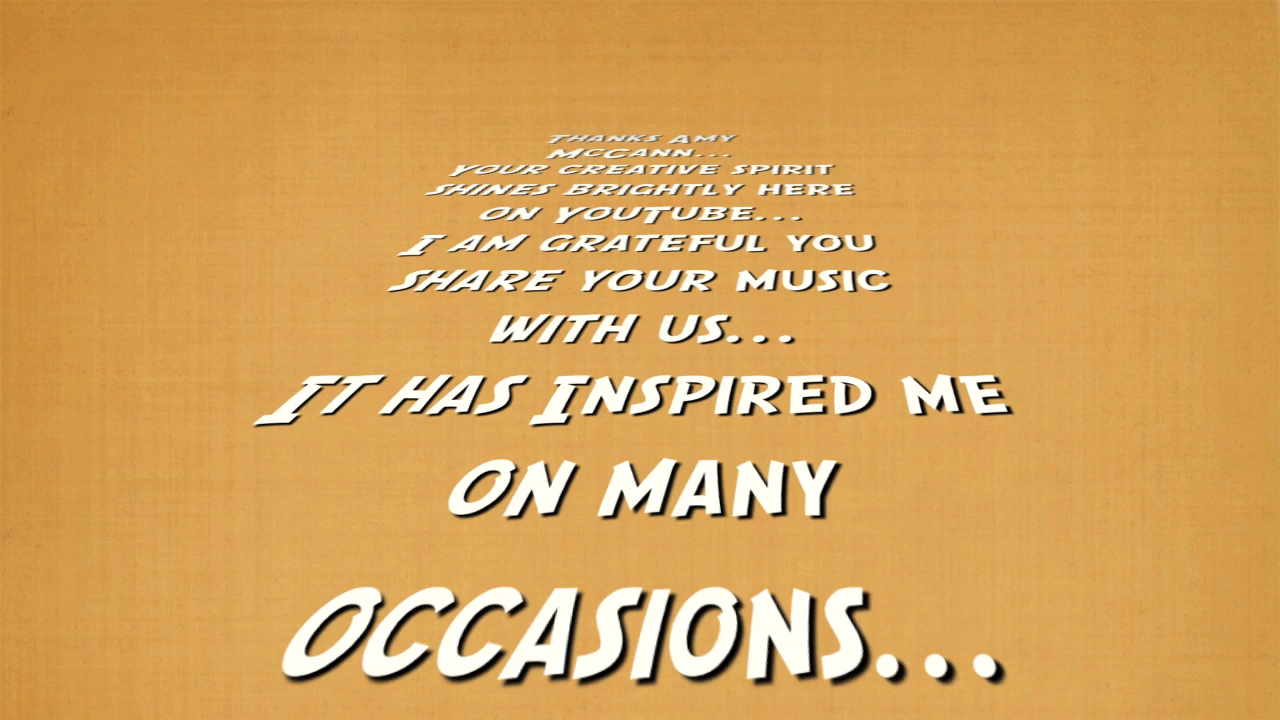 Thanks Amy
McCann...
your creative spirit
shines brightly here
on YouTube...
I am grateful you
share your music
with us...
It has Inspired me
on many
occasions...